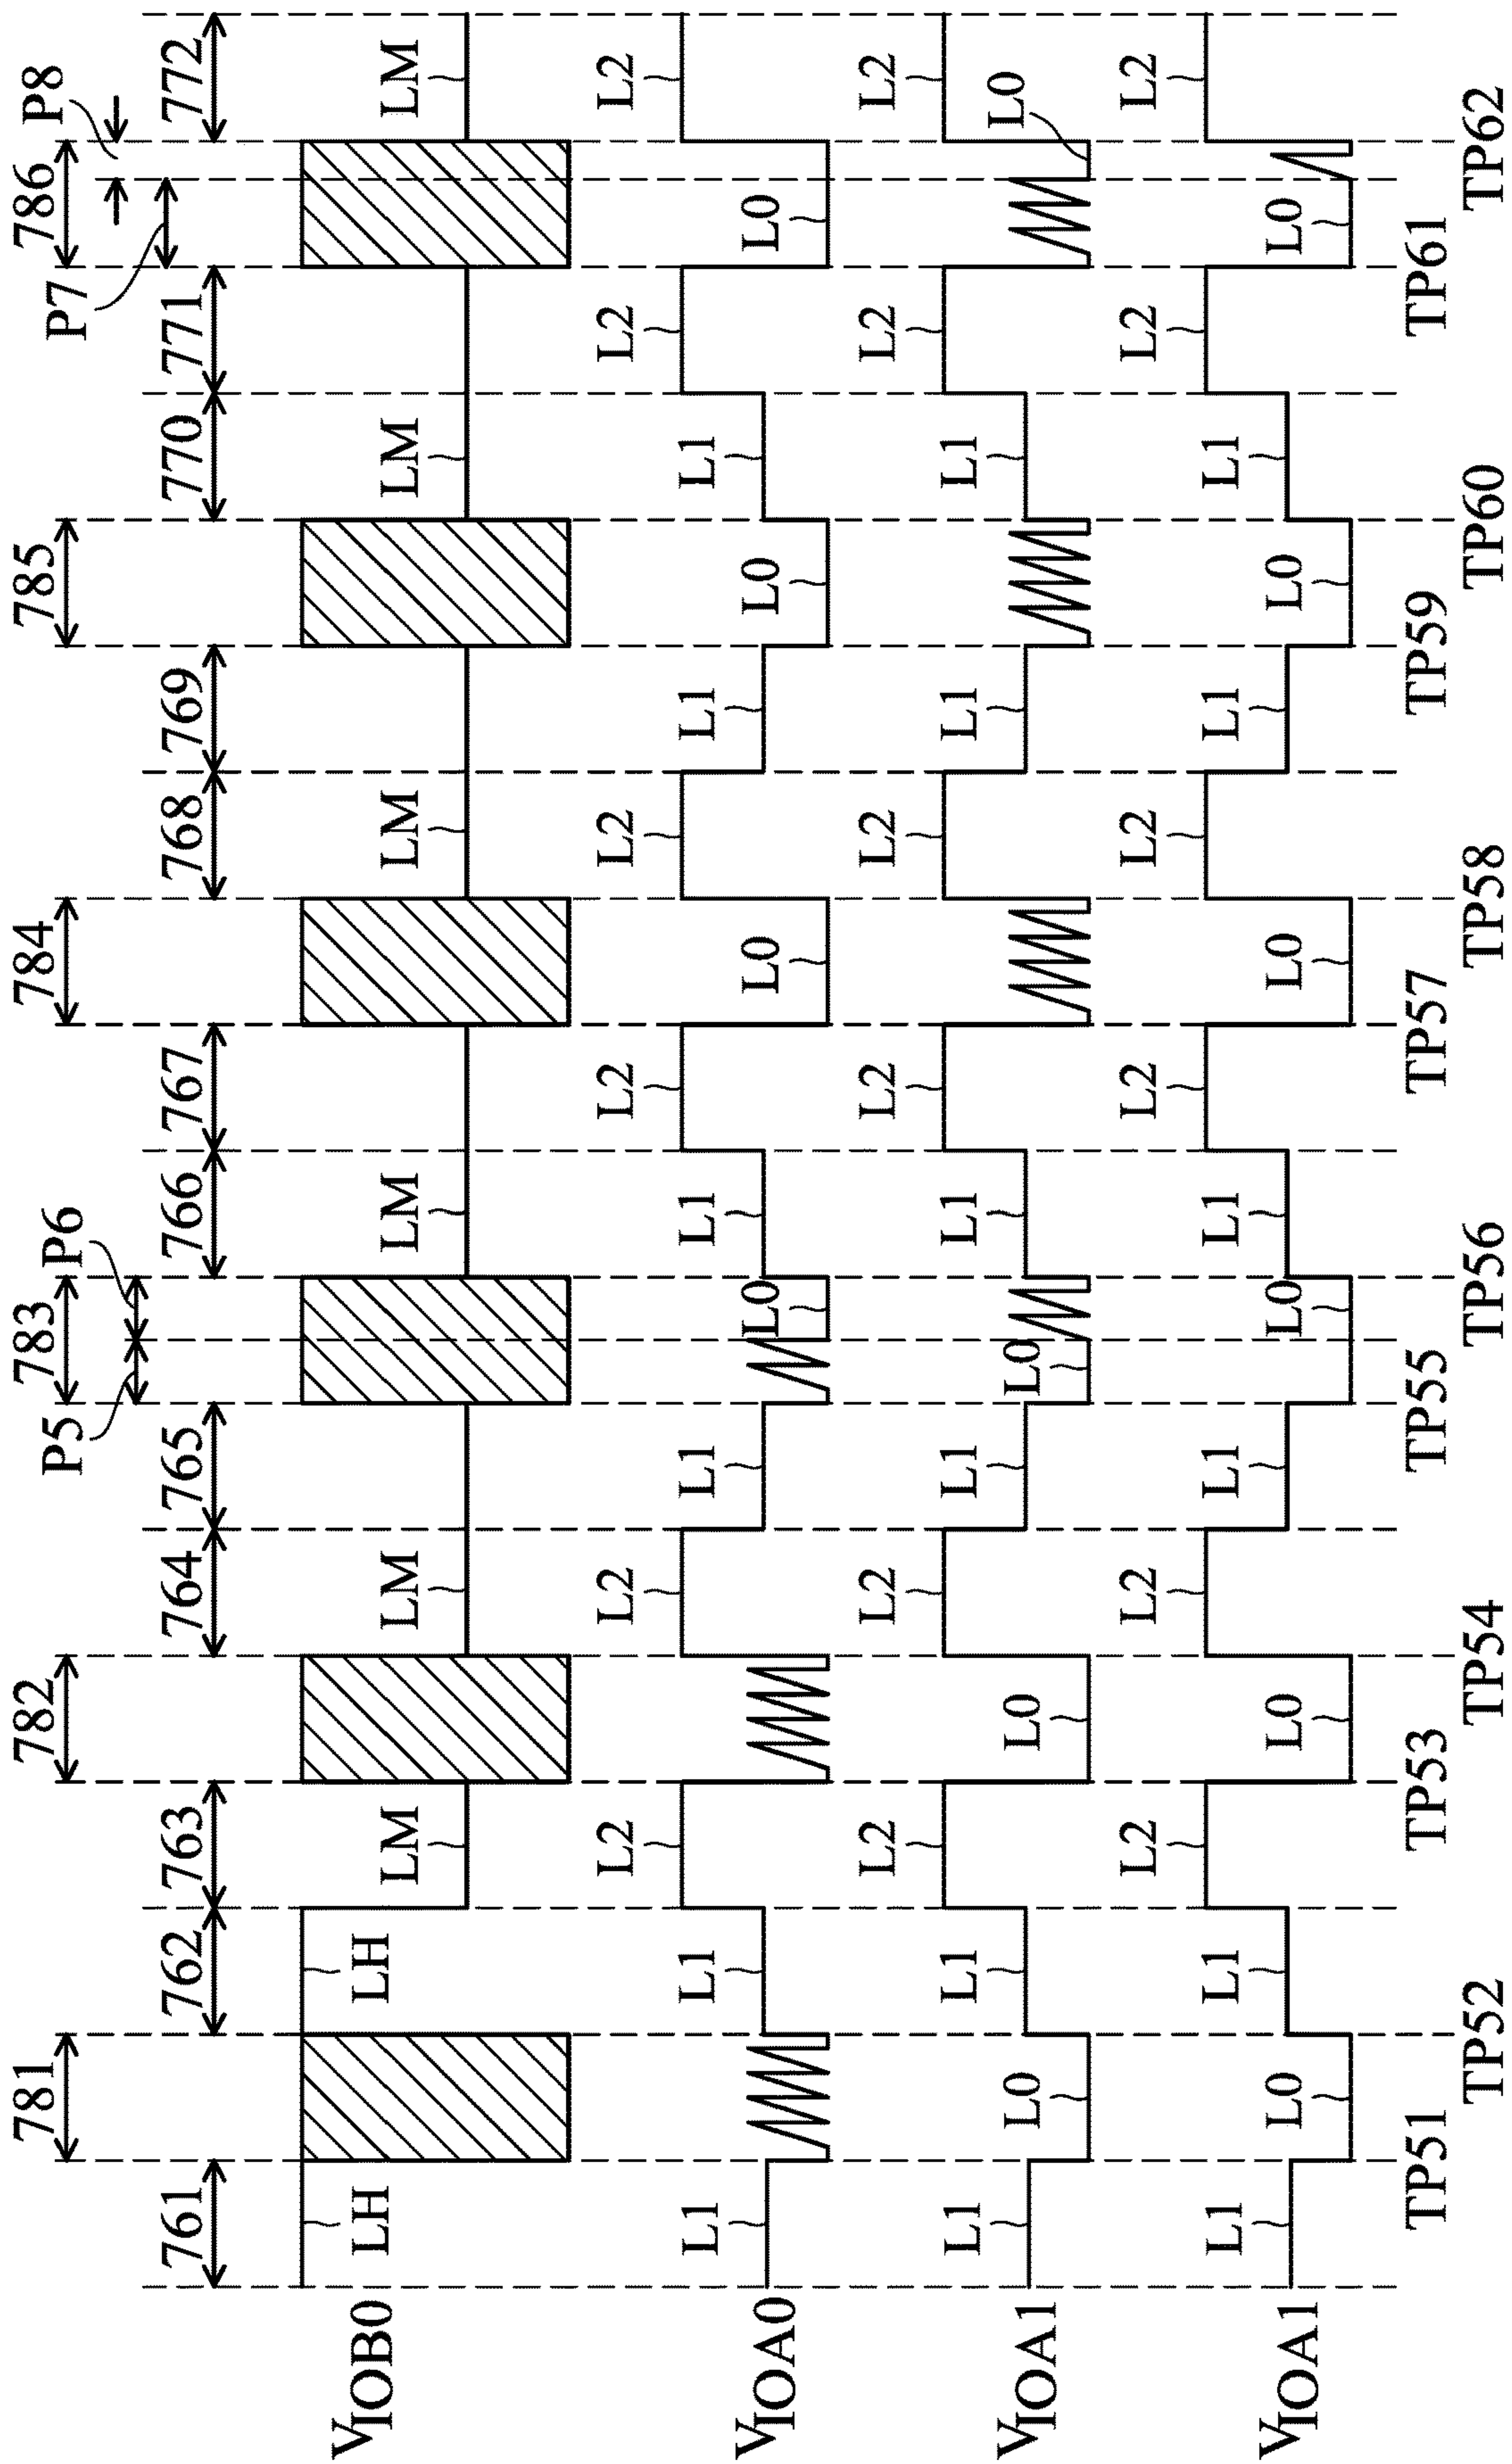 781 782 783 784 785 786
P5 P6 P7 P8
761 762 763 764 765 766 767 768 769 770 771 772
VIOB0 LH LH LM LM LM LM LM LM
VIOA0 L1 L1 L2 L2 L1 L0 L1 L2 L0 L2 L1 L0 L1 L2 L0 L2
VIOA1 L1 L0 L1 L2 L0 L2 L1 L0 L1 L2 L2 L1 L1 L2 L0 L2
VIOA1 L1 L0 L1 L2 L0 L2 L1 L0 L1 L2 L0 L2 L1 L0 L1 L2 L0 L2
TP51 TP53 TP55 TP57 TP59 TP61
TP52 TP54 TP56 TP58 TP60 TP62